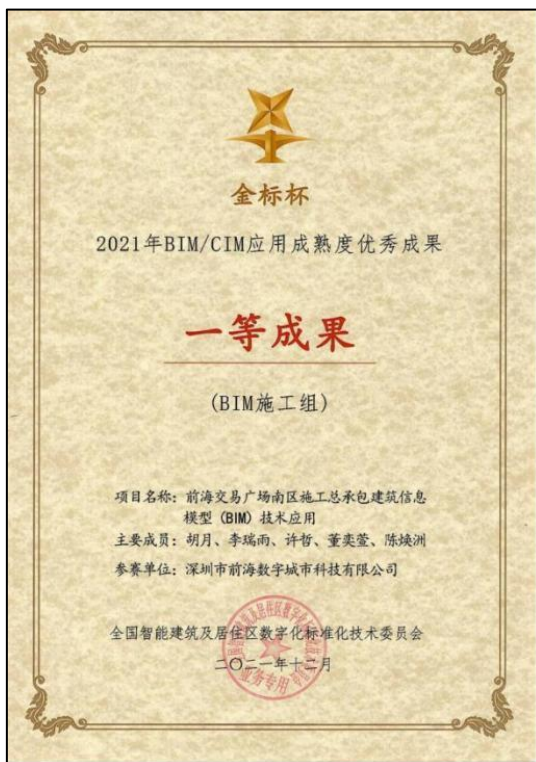 金标杯
2021年BIM/CIM应用成熟度优秀成果
一等成果
(BIM施工组)
项目名称：前海交易广场南区施工总承包建筑信息
模型（BIM）技术应用
主要成员：胡月、李瑞雨、许哲、董奕萱、陈焕洲
参赛单位：深圳市前海数字城市科技有限公司
全国智能建筑及居住区数字化标准化技术委员会
二〇二一年十二月
业务专用